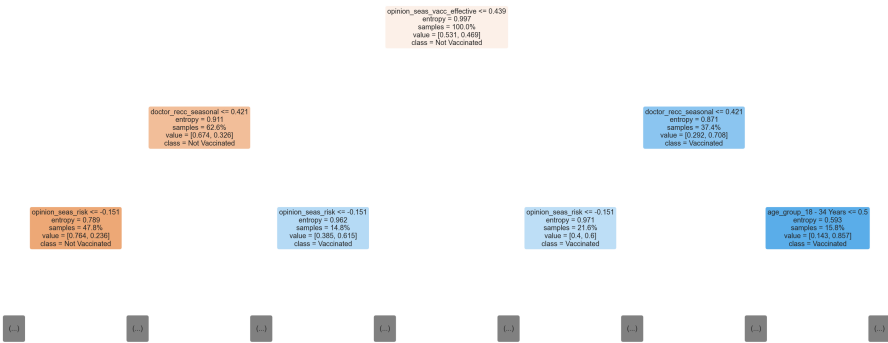 opinion_seas_vacc_effective <= 0.439
entropy = 0.997
samples = 100.0%
value = [0.531, 0.469]
class = Not Vaccinated
doctor_recc_seasonal <= 0.421
entropy = 0.911
samples = 62.6%
value = [0.674, 0.326]
class = Not Vaccinated
doctor_recc_seasonal <= 0.421
entropy = 0.871
samples = 37.4%
value = [0.292, 0.708]
class = Vaccinated
opinion_seas_risk <= -0.151
entropy = 0.789
samples = 47.8%
value = [0.764, 0.236]
class = Not Vaccinated
opinion_seas_risk <= -0.151
entropy = 0.962
samples = 14.8%
value = [0.385, 0.615]
class = Vaccinated
opinion_seas_risk <= -0.151
entropy = 0.971
samples = 21.6%
value = [0.4, 0.6]
class = Vaccinated
age_group_18 - 34 Years <= 0.5
entropy = 0.593
samples = 15.8%
value = [0.143, 0.857]
class = Vaccinated
(...)
(...)
(...)
(...)
(...)
(...)
(...)
(...)